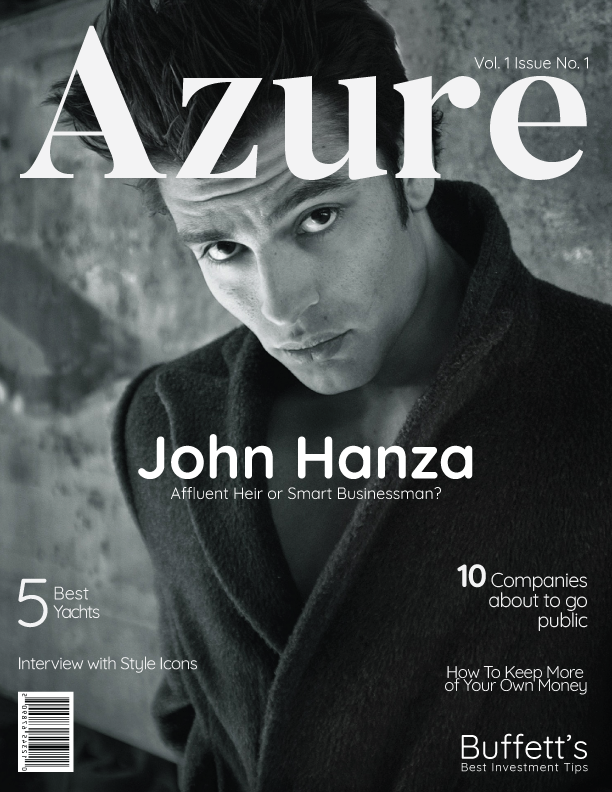 Azure
Vol. 1 Issue No. 1
John Hanza
Affluent Heir or Smart Businessman?
5 Best
Yachts
Interview with Style Icons
10 Companies
about to go
public
How To Keep More
of Your Own Money
Buffett's
Best Investment Tips